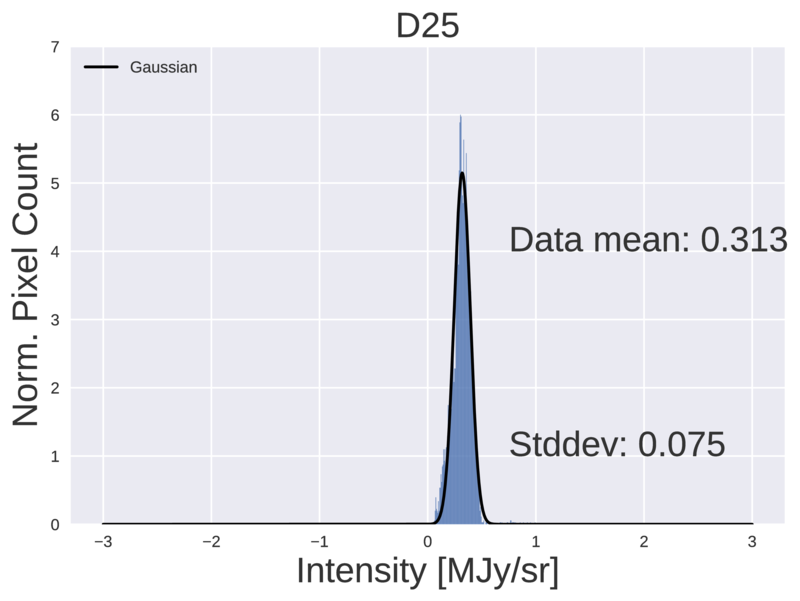 D25
7
Gaussian
6
5
Data mean: 0.313
4
Norm. Pixel Count
3
2
Stddev: 0.075
1
0
−3 −2 −1 0 1 2 3
Intensity [MJy/sr]